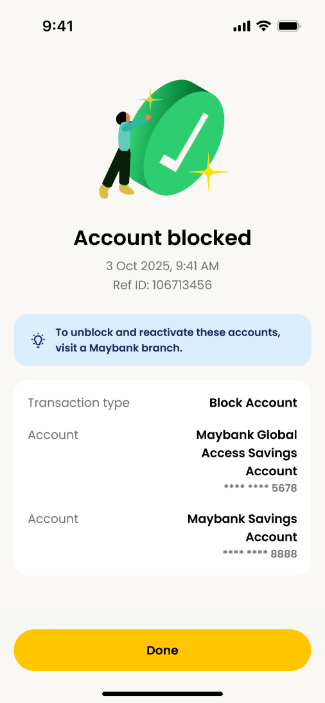 9:41
Account blocked
3 Oct 2025, 9:41 AM
Ref ID: 106713456
To unblock and reactivate these accounts,
visit a Maybank branch.
Transaction type Block Account
Account Maybank Global
Access Savings
Account
**** **** 5678
Account Maybank Savings
Account
**** **** 8888
Done